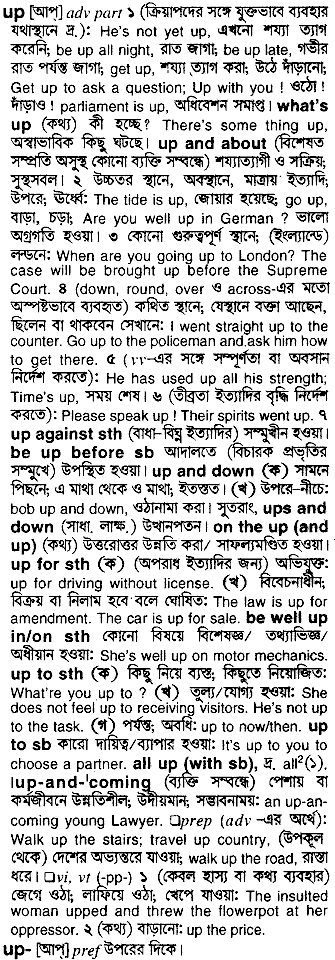 up [আপ্] adv part ১ (ক্রিয়াপদের সঙ্গে যুক্তভাবে ব্যবহার
যথাস্থানে দ্র.): He's not yet up, এখনো শয্যা ত্যাগ
করেনি; be up all night, রাত জাগা; be up late, গভীর
রাত পর্যন্ত জাগা; get up, শয্যা ত্যাগ করা; উঠে দাঁড়ানো;
Get up to ask a question; Up with you ! ওঠো !
দাঁড়াও ! parliament is up, অধিবেশন সমাপ্ত। what's
up (কথ্য) কী হচ্ছে? There's some thing up,
অস্বাভাবিক কিছু ঘটছে। up and about (বিশেষত
সম্প্রতি অসুস্থ কোনো ব্যক্তি সম্বন্ধে) শয্যাত্যাগী ও সক্রিয়;
সুস্থসবল। ২ উচ্চতর স্থানে, অবস্থানে, মাত্রায় ইত্যাদি;
উপরে; ঊর্ধ্বে: The tide is up, জোয়ার হয়েছে; go up,
বাড়া, চড়া; Are you well up in German ? ভালো
অগ্রগতি হওয়া। ৩ কোনো গুরুত্বপূর্ণ স্থানে; (ইংল্যান্ডে)
লন্ডনে: When are you going up to London? The
case will be brought up before the Supreme
Court. ৪ (down, round, over ও across-এর মতো
অস্পষ্টভাবে ব্যবহৃত) কথিত স্থানে; যেস্থানে বক্তা আছেন,
ছিলেন বা থাকবেন সেখানে: I went straight up to the
counter. Go up to the policeman and ask him how
to get there. ৫ (vv-এর সঙ্গে সম্পূর্ণতা বা অবসান
নির্দেশ করতে): He has used up all his strength;
Time's up, সময় শেষ। ৬ (তীব্রতা ইত্যাদির বৃদ্ধি নির্দেশ
করতে): Please speak up ! Their spirits went up. ৭
up against sth (বাধা-বিঘ্ন ইত্যাদির) সম্মুখীন হওয়া।
be up before sb আদালতে (বিচারক প্রভৃতির
সম্মুখে) উপস্থিত হওয়া। up and down (ক) সামনে
পিছনে; এ মাথা থেকে ও মাথা; ইতস্তত। (খ) উপরে-নীচে:
bob up and down, ওঠানামা করা। সুতরাং, ups and
down (সাধা. লাক্ষ.) উত্থানপতন। on the up (and
up) (কথ্য) উত্তরোত্তর উন্নতি করা/ সাফল্যমণ্ডিত হওয়া।
up for sth (ক) (অপরাধ ইত্যাদির জন্য) অভিযুক্ত:
up for driving without license. (খ) বিবেচনাধীন;
বিক্রয় বা নিলাম হবে বলে ঘোষিত: The law is up for
amendment. The car is up for sale. be well up
in/on sth কোনো বিষয়ে বিশেষজ্ঞ/ তথ্যাভিজ্ঞ/
অধীয়ান হওয়া: She's well up on motor mechanics.
up to sth (ক) কিছু নিয়ে ব্যস্ত; কিছুতে নিয়োজিত:
What're you up to ? (খ) তুল্য/যোগ্য হওয়া: She
does not feel up to receiving visitors. He's not up
to the task. (গ) পর্যন্ত; অবধি: up to now/then. up
to sb কারো দায়িত্ব/ব্যাপার হওয়া: It's up to you to
choose a partner. all up (with sb), দ্র. all²(১).
ˌup-and-ˈcoming (ব্যক্তি সম্বন্ধে) পেশায় বা
কর্মজীবনে উন্নতিশীল; উদীয়মান; সম্ভাবনাময়: an up-an-
coming young Lawyer. □prep (adv -এর অর্থে):
Walk up the stairs; travel up country, (উপকূল
থেকে) দেশের অভ্যন্তরে যাওয়া; walk up the road, রাস্তা
ধরে। □vi, vt (-pp-) ১ (কেবল হাস্য বা কথ্য ব্যবহার)
জেগে ওঠা, লাফিয়ে ওঠা, খেপে যাওয়া: The insulted
woman upped and threw the flowerpot at her
oppressor. ২ (কথ্য) বাড়ানো: up the price.
up- [আপ্] pref উপরের দিকে।